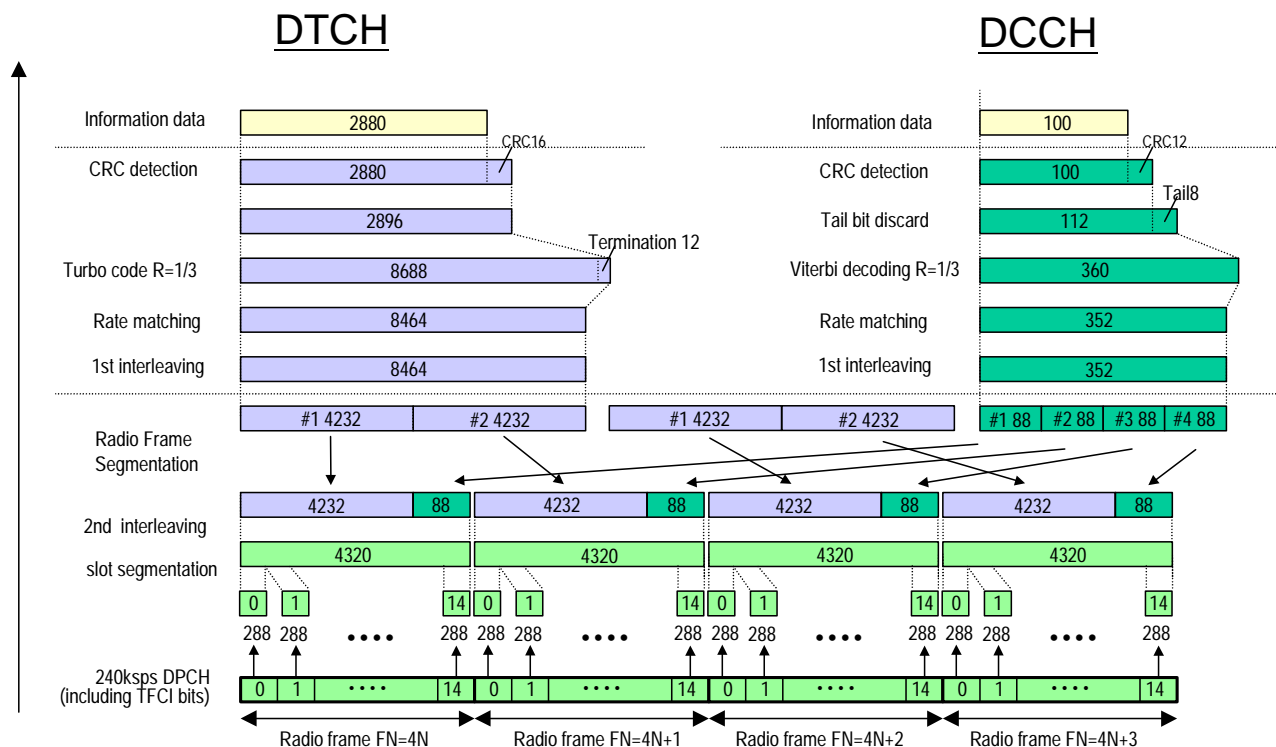 DTCH DCCH
Information data 2880 Information data 100
CRC16 CRC12
CRC detection 2880 CRC detection 100
Tail8
2896 Tail bit discard 112
Termination 12
Turbo code R=1/3 8688 Viterbi decoding R=1/3 360
Rate matching 8464 Rate matching 352
1st interleaving 8464 1st interleaving 352
#1 4232 #2 4232 #1 4232 #2 4232 #1 88 #2 88 #3 88 #4 88
Radio Frame
Segmentation
4232 88 4232 88 4232 88 4232 88
2nd interleaving
4320 4320 4320 4320
slot segmentation
0 1 14 0 1 14 0 1 14 0 1 14
288 288 •••• 288 288 288 •••• 288 288 288 •••• 288 288 288 •••• 288
240ksps DPCH
(including TFCI bits)
0 1 •••• 14 0 1 •••• 14 0 1 •••• 14 0 1 •••• 14
Radio frame FN=4N Radio frame FN=4N+1 Radio frame FN=4N+2 Radio frame FN=4N+3